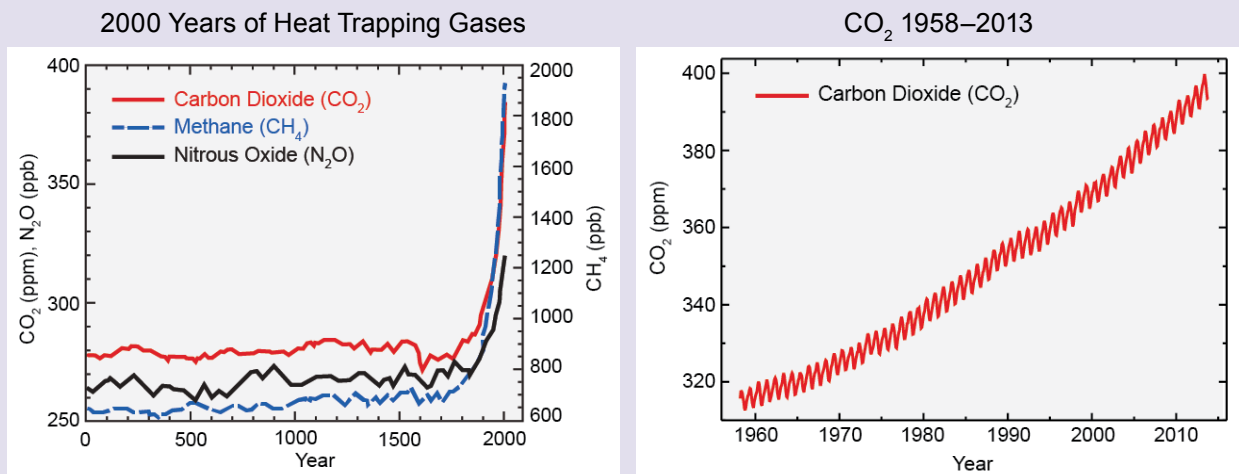 2000 Years of Heat Trapping Gases
400
350
300
250
CO₂ (ppm), N₂O (ppb)
Carbon Dioxide (CO₂)
Methane (CH₄)
Nitrous Oxide (N₂O)
2000
1800
1600
1400
1200
1000
800
600
CH₄ (ppb)
0 500 1000 1500 2000
Year
CO₂ 1958–2013
400
380
360
340
320
CO₂ (ppm)
Carbon Dioxide (CO₂)
1960 1970 1980 1990 2000 2010
Year